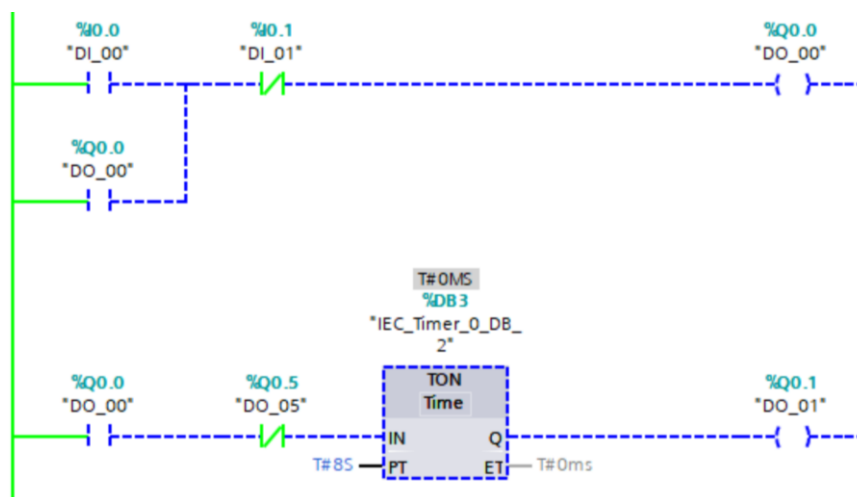 %I0.0
"DI_00"
%I0.1
"DI_01"
%Q0.0
"DO_00"
%Q0.0
"DO_00"
T#0MS
%DB3
"IEC_Timer_0_DB_
2"
%Q0.0
"DO_00"
%Q0.5
"DO_05"
TON
Time
%Q0.1
"DO_01"
IN
Q
T#8S
PT
ET
T#0ms